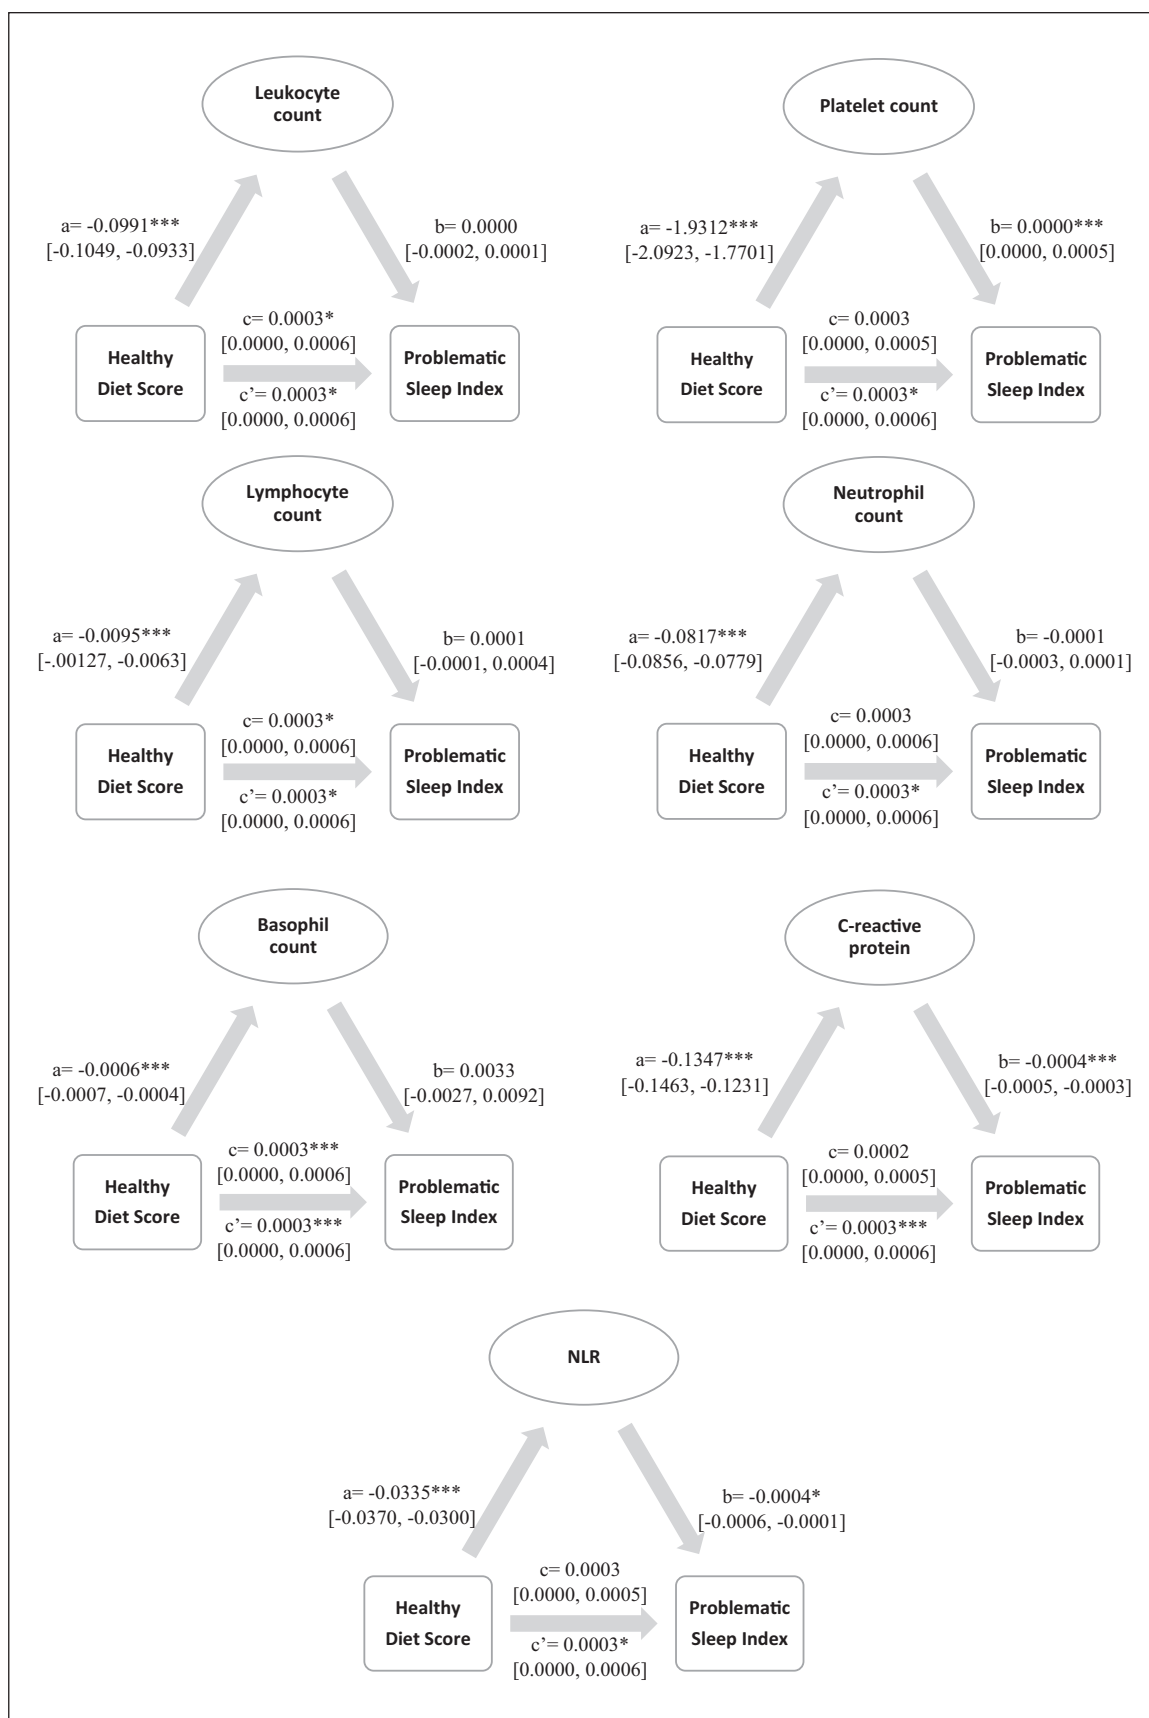 Leukocyte
count
a= -0.0991***
[-0.1049, -0.0933]
b= 0.0000
[-0.0002, 0.0001]
Healthy
Diet Score
c= 0.0003*
[0.0000, 0.0006]
c’= 0.0003*
[0.0000, 0.0006]
Problematic
Sleep Index
Platelet count
a= -1.9312***
[-2.0923, -1.7701]
b= 0.0000***
[0.0000, 0.0005]
Healthy
Diet Score
c= 0.0003
[0.0000, 0.0005]
c’= 0.0003*
[0.0000, 0.0006]
Problematic
Sleep Index
Lymphocyte
count
a= -0.0095***
[-.00127, -0.0063]
b= 0.0001
[-0.0001, 0.0004]
Healthy
Diet Score
c= 0.0003*
[0.0000, 0.0006]
c’= 0.0003*
[0.0000, 0.0006]
Problematic
Sleep Index
Neutrophil
count
a= -0.0817***
[-0.0856, -0.0779]
b= -0.0001
[-0.0003, 0.0001]
Healthy
Diet Score
c= 0.0003
[0.0000, 0.0006]
c’= 0.0003*
[0.0000, 0.0006]
Problematic
Sleep Index
Basophil
count
a= -0.0006***
[-0.0007, -0.0004]
b= 0.0033
[-0.0027, 0.0092]
Healthy
Diet Score
c= 0.0003***
[0.0000, 0.0006]
c’= 0.0003***
[0.0000, 0.0006]
Problematic
Sleep Index
C-reactive
protein
a= -0.1347***
[-0.1463, -0.1231]
b= -0.0004***
[-0.0005, -0.0003]
Healthy
Diet Score
c= 0.0002
[0.0000, 0.0005]
c’= 0.0003***
[0.0000, 0.0006]
Problematic
Sleep Index
NLR
a= -0.0335***
[-0.0370, -0.0300]
b= -0.0004*
[-0.0006, -0.0001]
Healthy
Diet Score
c= 0.0003
[0.0000, 0.0005]
c’= 0.0003*
[0.0000, 0.0006]
Problematic
Sleep Index